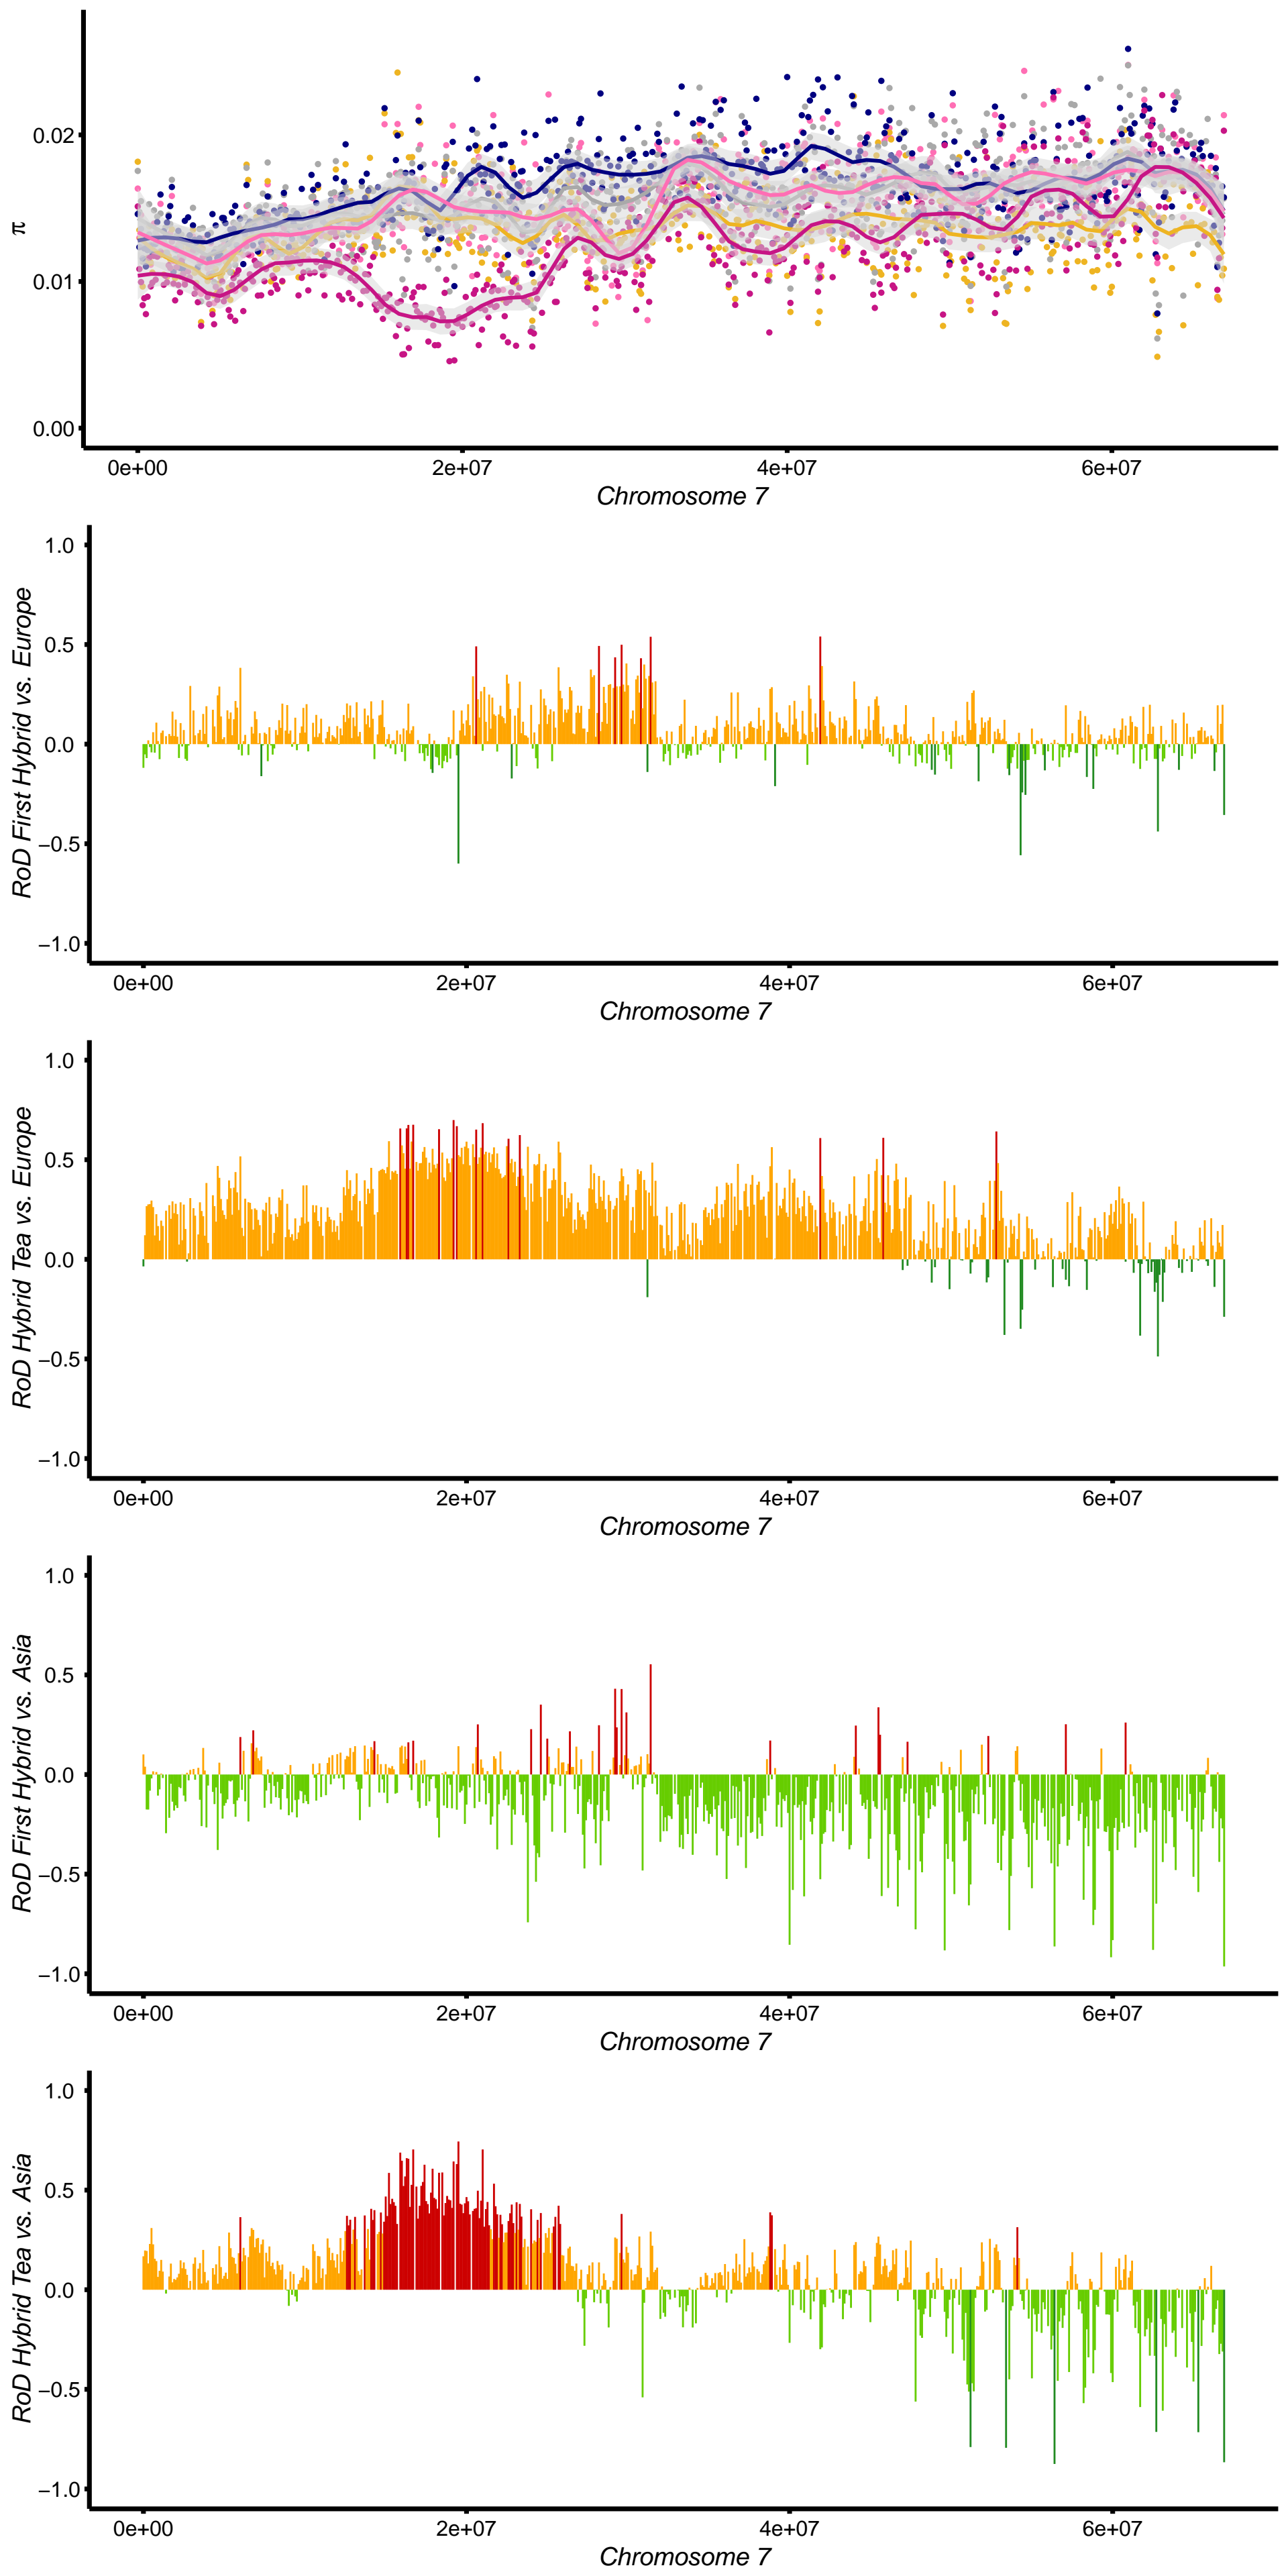 π
0.02
0.01
0.00
0e+00 2e+07 4e+07 6e+07
Chromosome 7
RoD First Hybrid vs. Europe
1.0
0.5
0.0
−0.5
−1.0
0e+00 2e+07 4e+07 6e+07
Chromosome 7
RoD Hybrid Tea vs. Europe
1.0
0.5
0.0
−0.5
−1.0
0e+00 2e+07 4e+07 6e+07
Chromosome 7
RoD First Hybrid vs. Asia
1.0
0.5
0.0
−0.5
−1.0
0e+00 2e+07 4e+07 6e+07
Chromosome 7
RoD Hybrid Tea vs. Asia
1.0
0.5
0.0
−0.5
−1.0
0e+00 2e+07 4e+07 6e+07
Chromosome 7